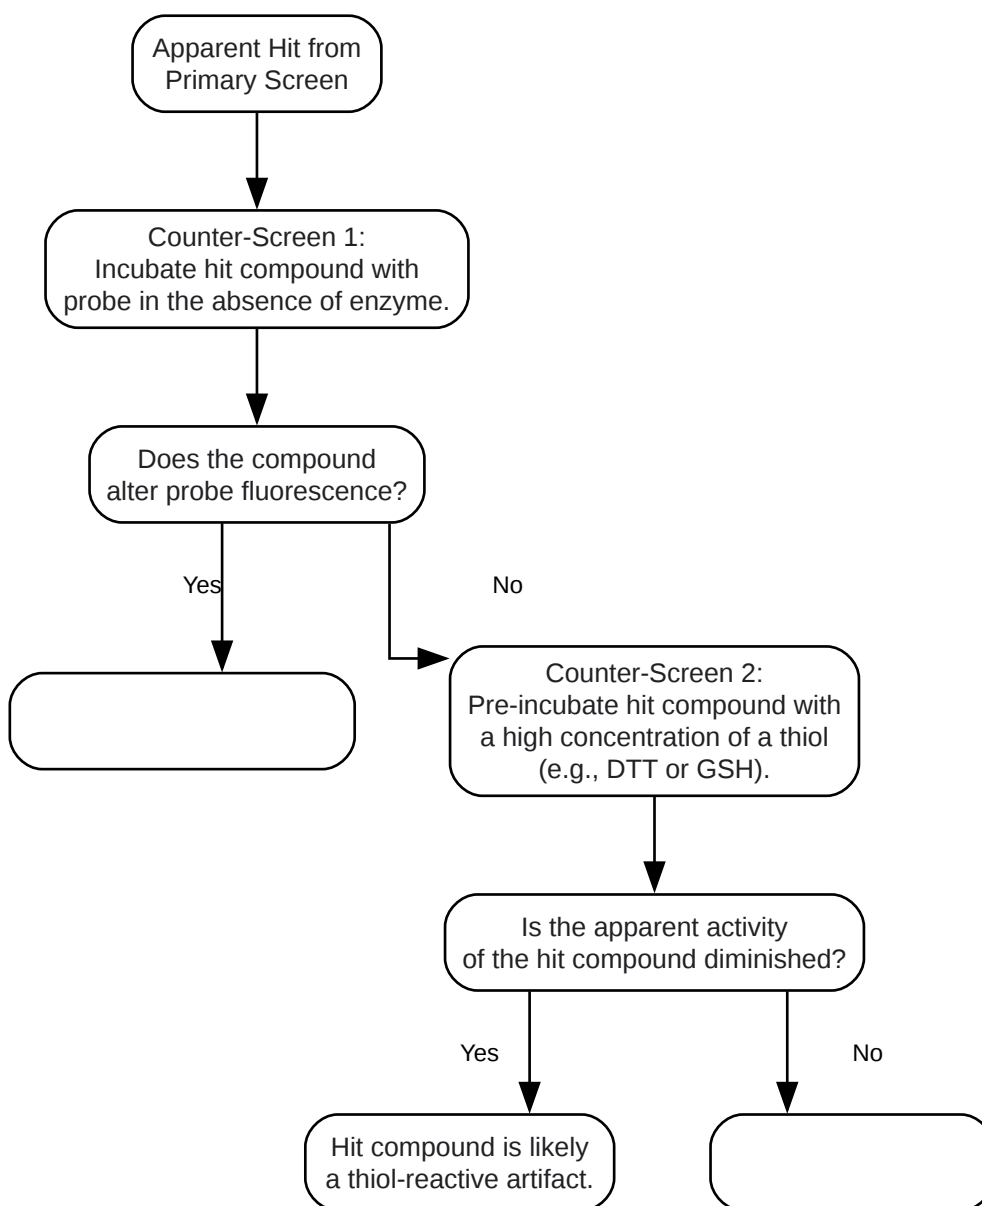 Apparent Hit from
Primary Screen
Counter-Screen 1:
Incubate hit compound with
probe in the absence of enzyme.
Does the compound
alter probe fluorescence?
Yes
No
Counter-Screen 2:
Pre-incubate hit compound with
a high concentration of a thiol
(e.g., DTT or GSH).
Is the apparent activity
of the hit compound diminished?
Yes
No
Hit compound is likely
a thiol-reactive artifact.